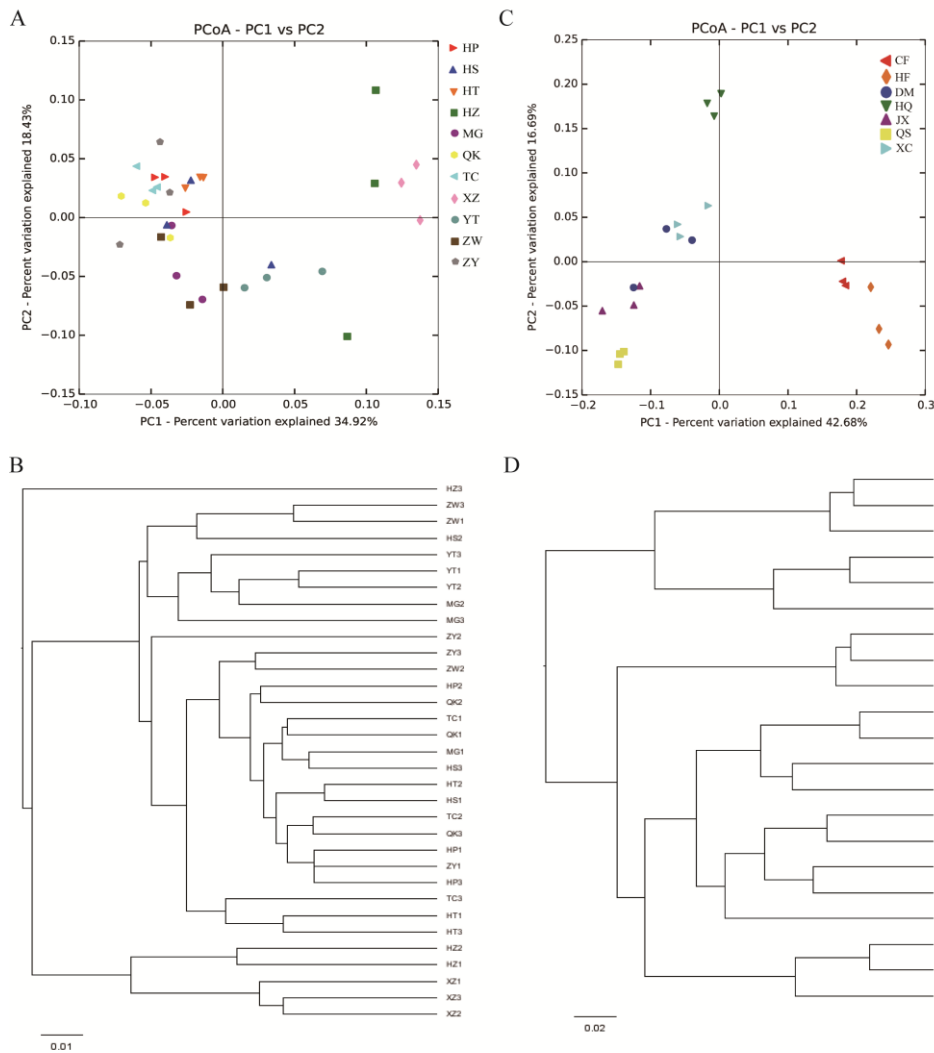 A
PCoA - PC1 vs PC2
0.15
0.10
0.05
0.00
−0.05
−0.10
−0.15
−0.10
−0.05
0.00
0.05
0.10
0.15
PC2 - Percent variation explained 18.43%
PC1 - Percent variation explained 34.92%
HP
HS
HT
HZ
MG
QK
TC
XZ
YT
ZW
ZY
C
PCoA - PC1 vs PC2
0.25
0.20
0.15
0.10
0.05
0.00
−0.05
−0.10
−0.15
−0.2
−0.1
0.0
0.1
0.2
0.3
PC2 - Percent variation explained 16.69%
PC1 - Percent variation explained 42.68%
CF
HF
DM
HQ
JX
QS
XC
B
HZ3
ZW3
ZW1
HS2
YT3
YT1
YT2
MG2
MG3
ZY2
ZY3
ZW2
HP2
QK2
TC1
QK1
MG1
HS3
HT2
HS1
TC2
QK3
HP1
ZY1
HP3
TC3
HT1
HT3
HZ2
HZ1
XZ1
XZ3
XZ2
0.01
D
0.02